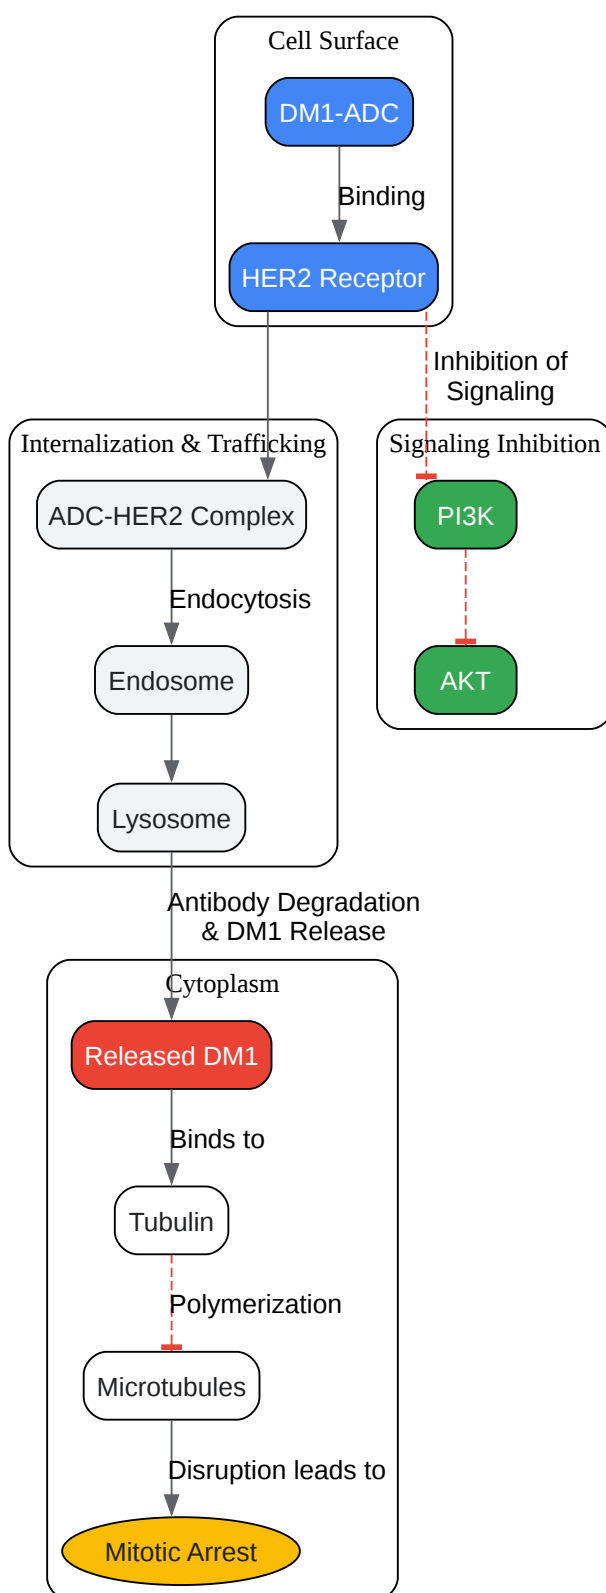 Cell Surface
DM1-ADC
Binding
HER2 Receptor
Inhibition of
Signaling
Internalization & Trafficking
Signaling Inhibition
ADC-HER2 Complex
PI3K
Endocytosis
Endosome
AKT
Lysosome
Antibody Degradation
& DM1 Release
Cytoplasm
Released DM1
Binds to
Tubulin
Polymerization
Microtubules
Disruption leads to
Mitotic Arrest